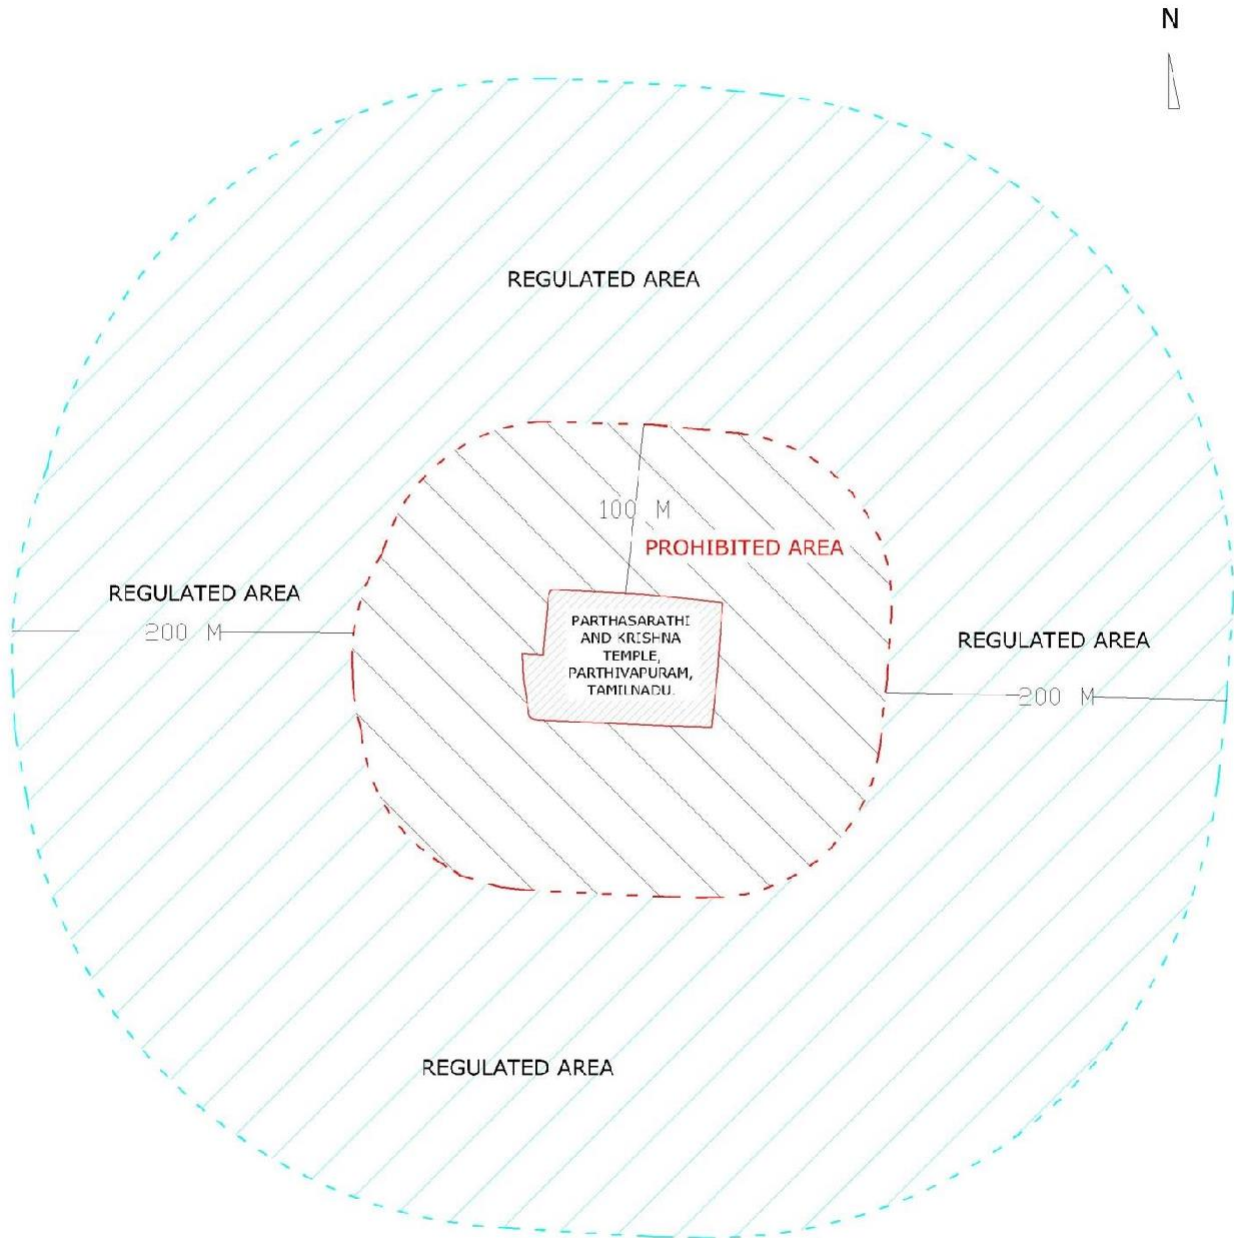 N
REGULATED AREA
100 M
PROHIBITED AREA
REGULATED AREA
200 M
PARTHASARATHI
AND KRISHNA
TEMPLE,
PARTHIVAPURAM,
TAMILNADU.
REGULATED AREA
200 M
REGULATED AREA